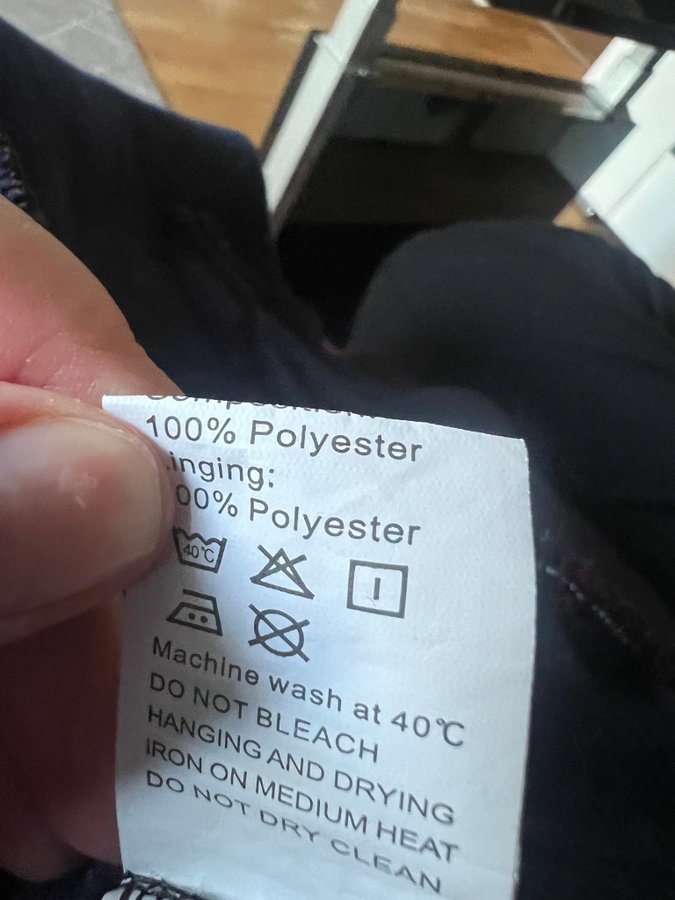 100% Polyester
inging:
00% Polyester
40℃
Machine wash at 40℃
DO NOT BLEACH
HANGING AND DRYING
IRON ON MEDIUM HEAT
DO NOT DRY CLEAN